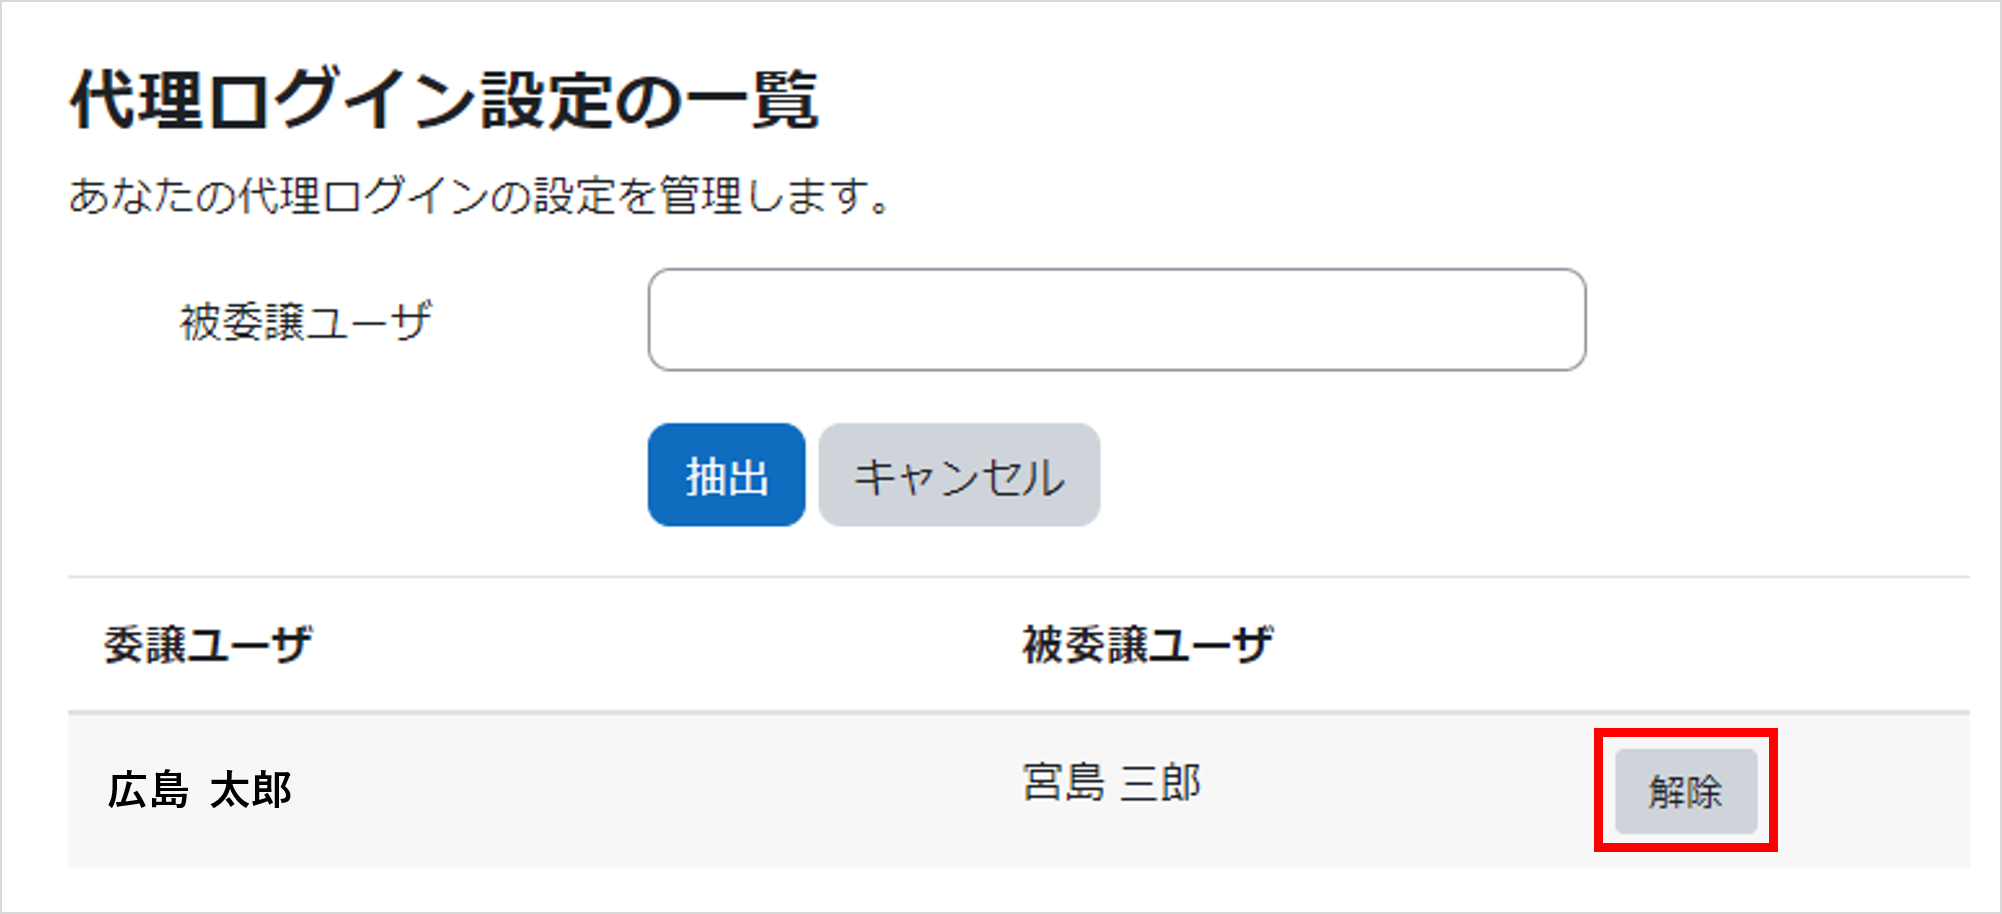 代理ログイン設定の一覧
あなたの代理ログインの設定を管理します。
被委譲ユーザ
抽出 キャンセル
委譲ユーザ 被委譲ユーザ
広島 太郎 宮島 三郎 解除